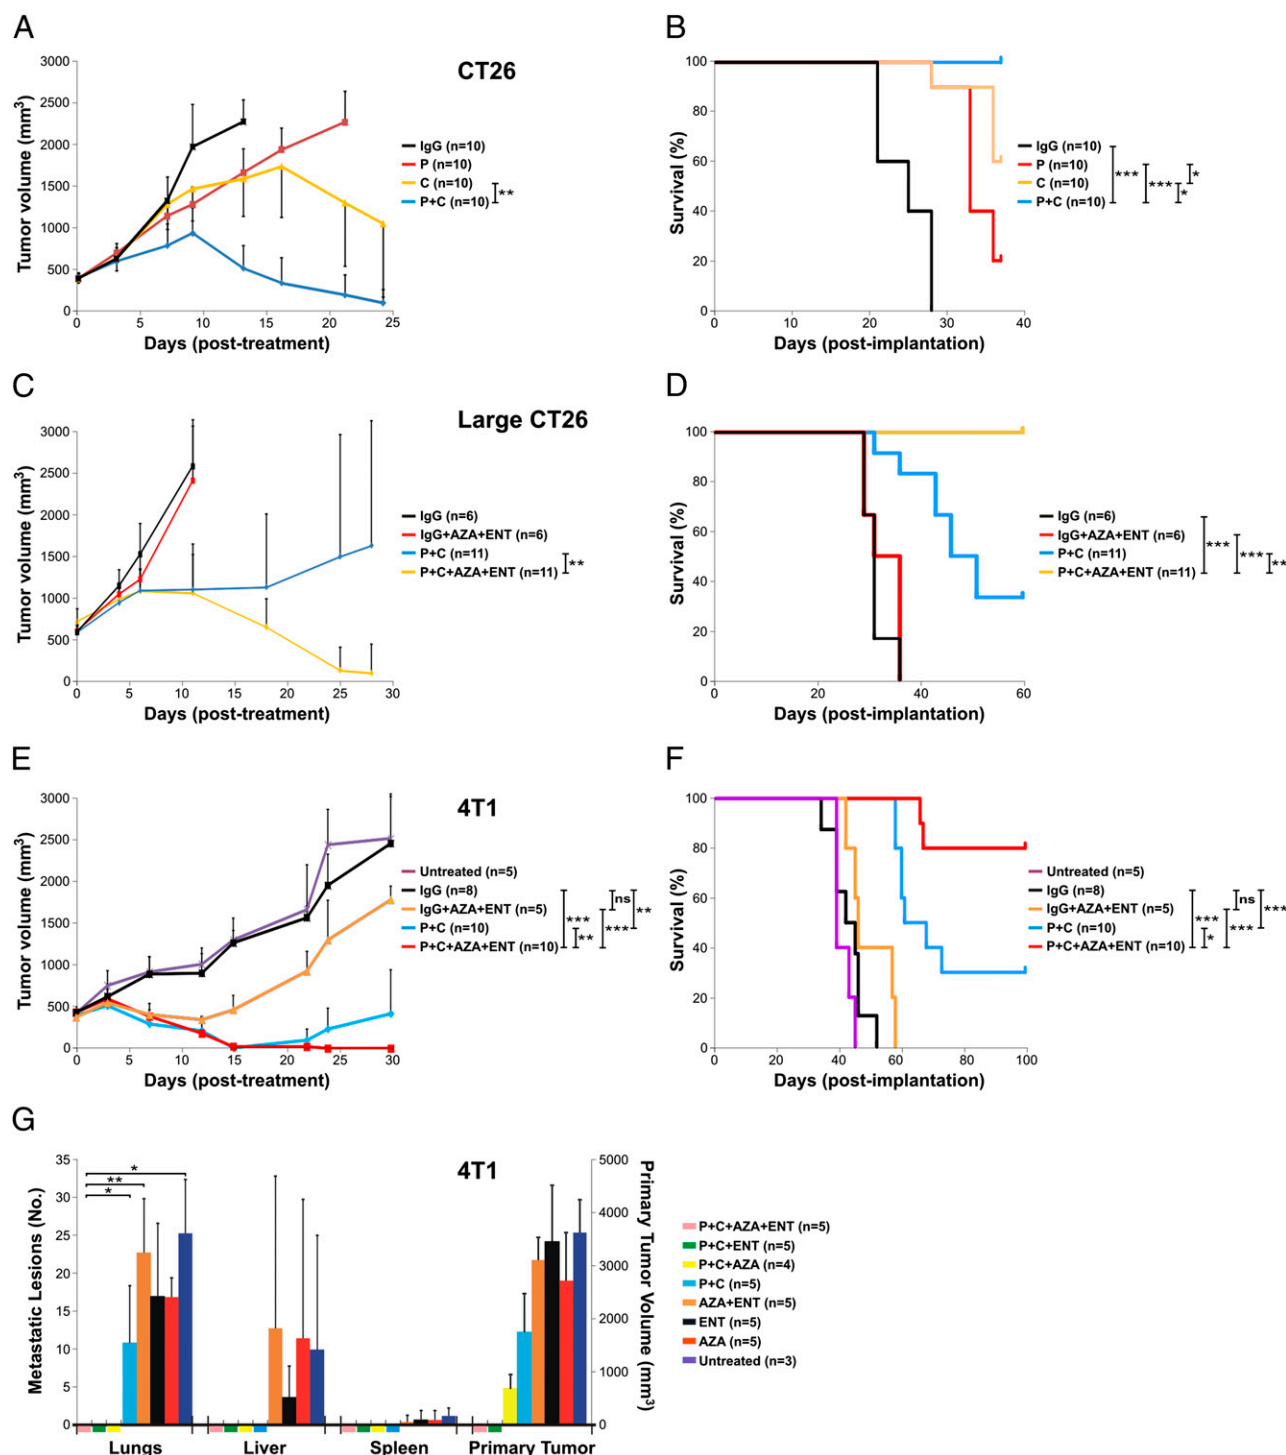 A
CT26
Tumor volume (mm³)
3000
2500
2000
1500
1000
500
0
0 5 10 15 20 25
Days (post-treatment)
IgG (n=10)
P (n=10)
C (n=10)
P+C (n=10)
**
B
Survival (%)
100
80
60
40
20
0
0 10 20 30 40
Days (post-implantation)
IgG (n=10)
P (n=10)
C (n=10)
P+C (n=10)
*** *** * *
C
Large CT26
Tumor volume (mm³)
3000
2500
2000
1500
1000
500
0
0 5 10 15 20 25 30
Days (post-treatment)
IgG (n=6)
IgG+AZA+ENT (n=6)
P+C (n=11)
P+C+AZA+ENT (n=11)
**
D
Survival (%)
100
80
60
40
20
0
0 20 40 60
Days (post-implantation)
IgG (n=6)
IgG+AZA+ENT (n=6)
P+C (n=11)
P+C+AZA+ENT (n=11)
*** *** **
E
4T1
Tumor volume (mm³)
3000
2500
2000
1500
1000
500
0
0 5 10 15 20 25 30
Days (post-treatment)
Untreated (n=5)
IgG (n=8)
IgG+AZA+ENT (n=5)
P+C (n=10)
P+C+AZA+ENT (n=10)
*** ** *** ns **
F
Survival (%)
100
80
60
40
20
0
0 20 40 60 80 100
Days (post-implantation)
Untreated (n=5)
IgG (n=8)
IgG+AZA+ENT (n=5)
P+C (n=10)
P+C+AZA+ENT (n=10)
*** * *** ns ***
G
4T1
Metastatic Lesions (No.)
35
30
25
20
15
10
5
0
*
**
*
Lungs Liver Spleen Primary Tumor
5000
4000
3000
2000
1000
0
Primary Tumor Volume (mm³)
P+C+AZA+ENT (n=5)
P+C+ENT (n=5)
P+C+AZA (n=4)
P+C (n=5)
AZA+ENT (n=5)
ENT (n=5)
AZA (n=5)
Untreated (n=3)